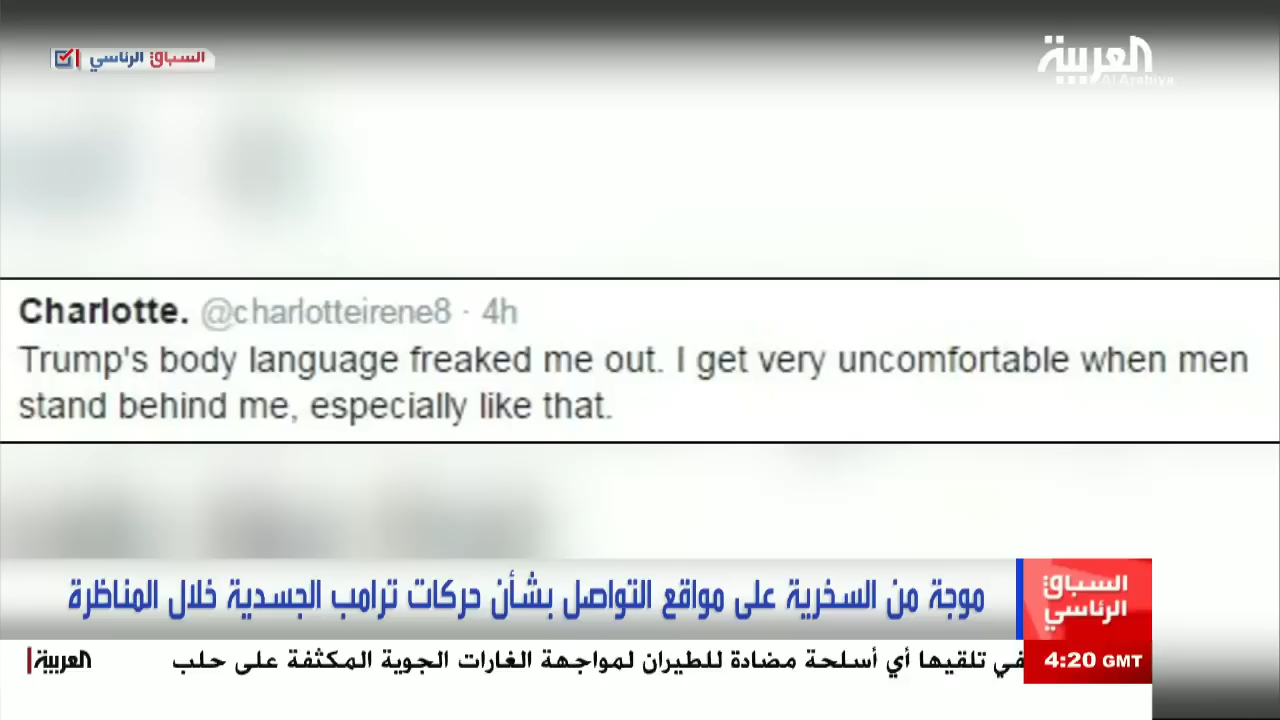 السباق الرئاسي
العربية
Al Arabiya
Charlotte. @charlotteirene8 · 4h
Trump's body language freaked me out. I get very uncomfortable when men
stand behind me, especially like that.
موجة من السخرية على مواقع التواصل بشأن حركات ترامب الجسدية خلال المناظرة
السباق
الرئاسي
تلقيها أي أسلحة مضادة للطيران لمواجهة الغارات الجوية المكثفة على حلب
العربية
4:20 GMT